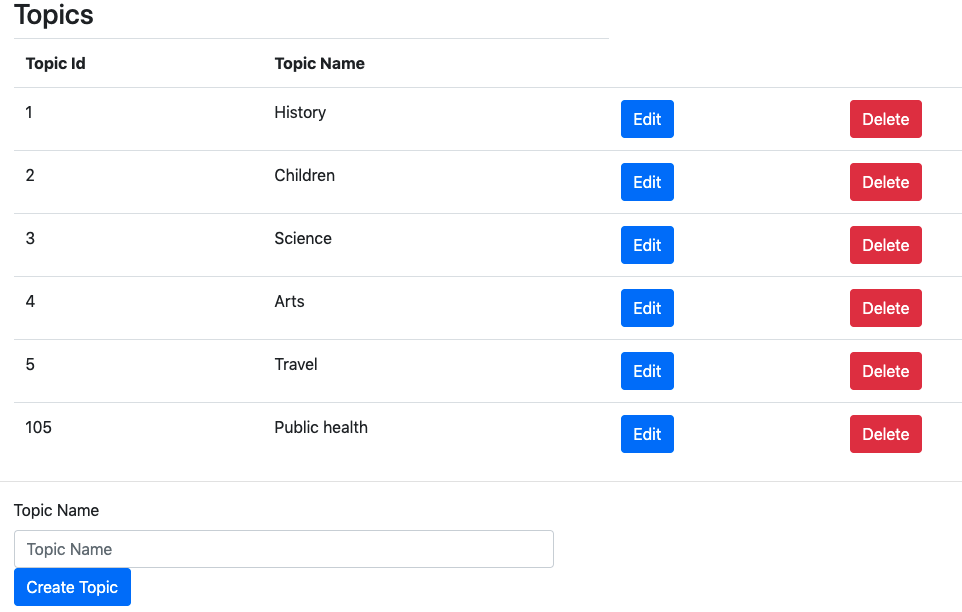 Topics
Topic Id Topic Name
1 History Edit Delete
2 Children Edit Delete
3 Science Edit Delete
4 Arts Edit Delete
5 Travel Edit Delete
105 Public health Edit Delete
Topic Name
Topic Name
Create Topic